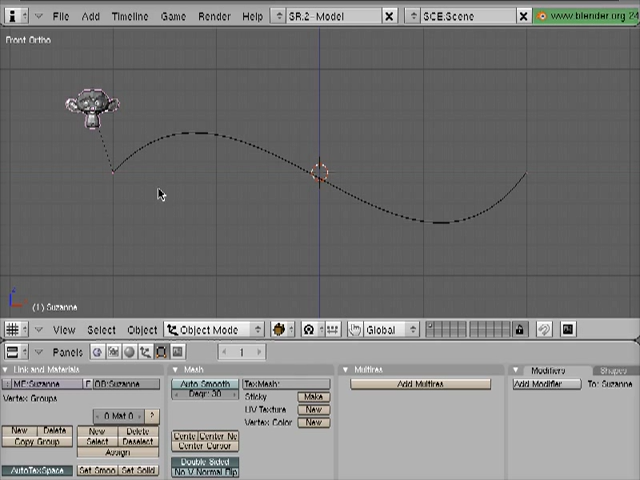 File Add Timeline Game Render Help SR:2-Model SCE:Scene www.blender.org 24
Front Ortho
(1) Suzanne
View Select Object Object Mode Global
Panels 1
Link and Materials Mesh Multires Modifiers Shapes
ME:Suzanne F OB:Suzanne Auto Smooth TexMesh: Add Multires Add Modifier To: Suzanne
Degr: 30 Sticky Make
Vertex Groups
UV Texture New
0 Mat 0 ? Vertex Color New
New Delete New Delete
Copy Group Select Deselect Cente Center Ne
Assign Center Cursor
Double Sided
AutoTexSpace Set Smoo Set Solid No V.Normal Flip